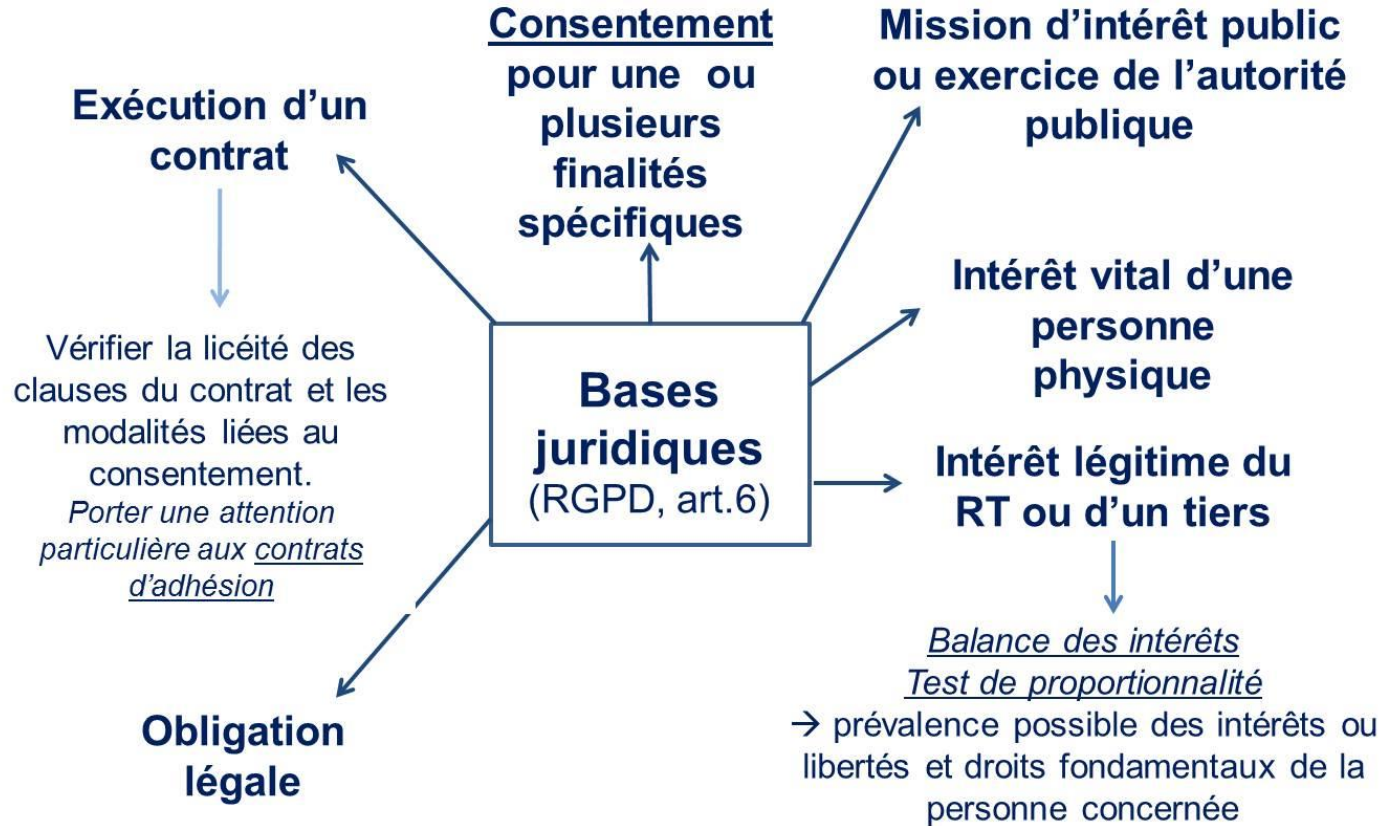 Consentement
pour une ou
plusieurs
finalités
spécifiques
Mission d’intérêt public
ou exercice de l’autorité
publique
Exécution d’un
contrat
Vérifier la licéité des
clauses du contrat et les
modalités liées au
consentement.
Porter une attention
particulière aux contrats
d’adhésion
Bases
juridiques
(RGPD, art.6)
Intérêt vital d’une
personne
physique
Intérêt légitime du
RT ou d’un tiers
Balance des intérêts
Test de proportionnalité
→ prévalence possible des intérêts ou
libertés et droits fondamentaux de la
personne concernée
Obligation
légale